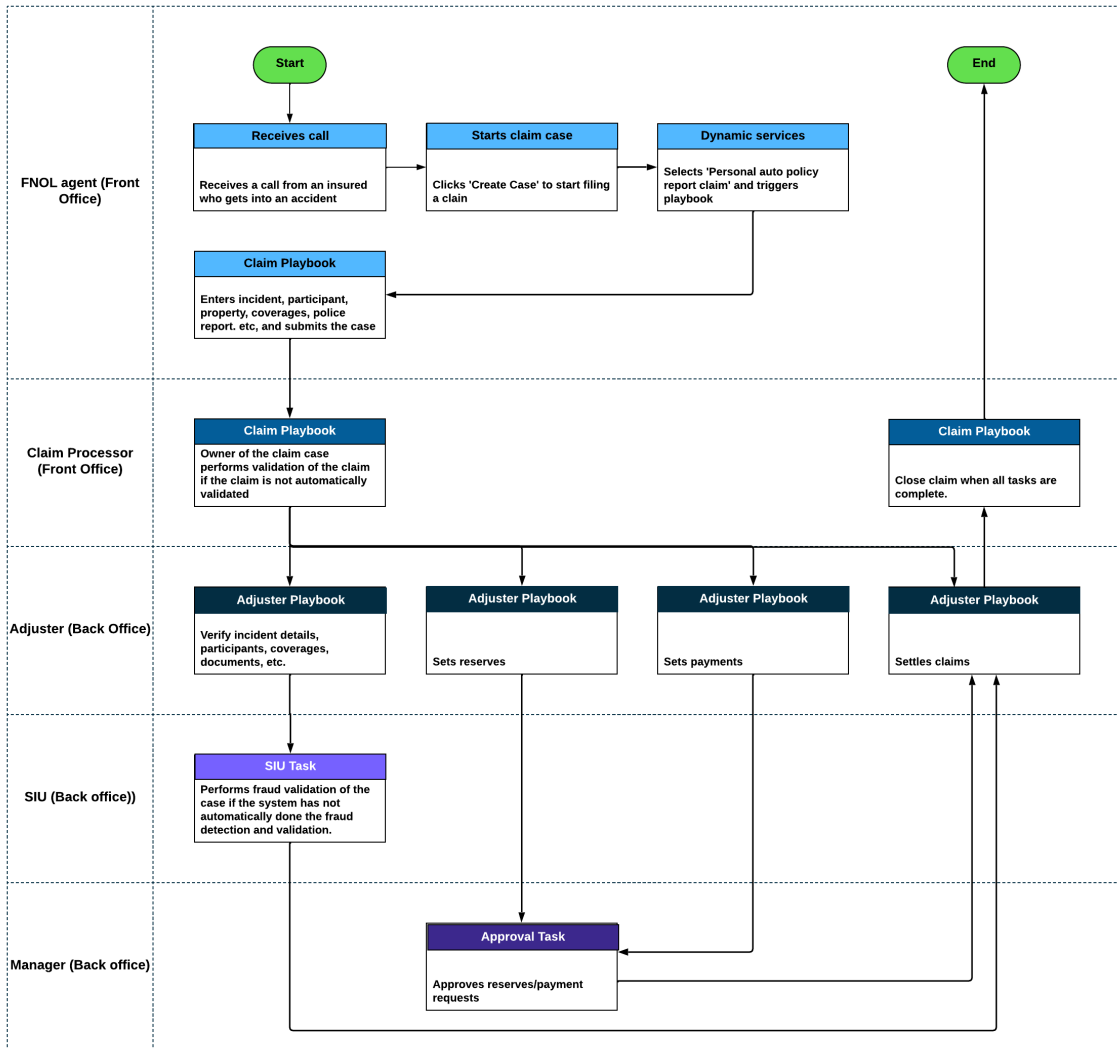 Start
End
Receives call
Starts claim case
Dynamic services
Receives a call from an insured
who gets into an accident
Clicks 'Create Case' to start filing
a clain
Selects 'Personal auto policy
report claim' and triggers
playbook
FNOL agent (Front
Office)
Claim Playbook
Enters incident, participant,
property, coverages, police
report. etc, and submits the case
Claim Processor
(Front Office)
Claim Playbook
Owner of the claim case
performs validation of the claim
if the claim is not automatically
validated
Claim Playbook
Close claim when all tasks are
complete.
Adjuster (Back Office)
Adjuster Playbook
Verify incident details,
participants, coverages,
documents, etc.
Adjuster Playbook
Sets reserves
Adjuster Playbook
Sets payments
Adjuster Playbook
Settles claims
SIU (Back office))
SIU Task
Performs fraud validation of the
case if the system has not
automatically done the fraud
detection and validation.
Manager (Back office)
Approval Task
Approves reserves/payment
requests